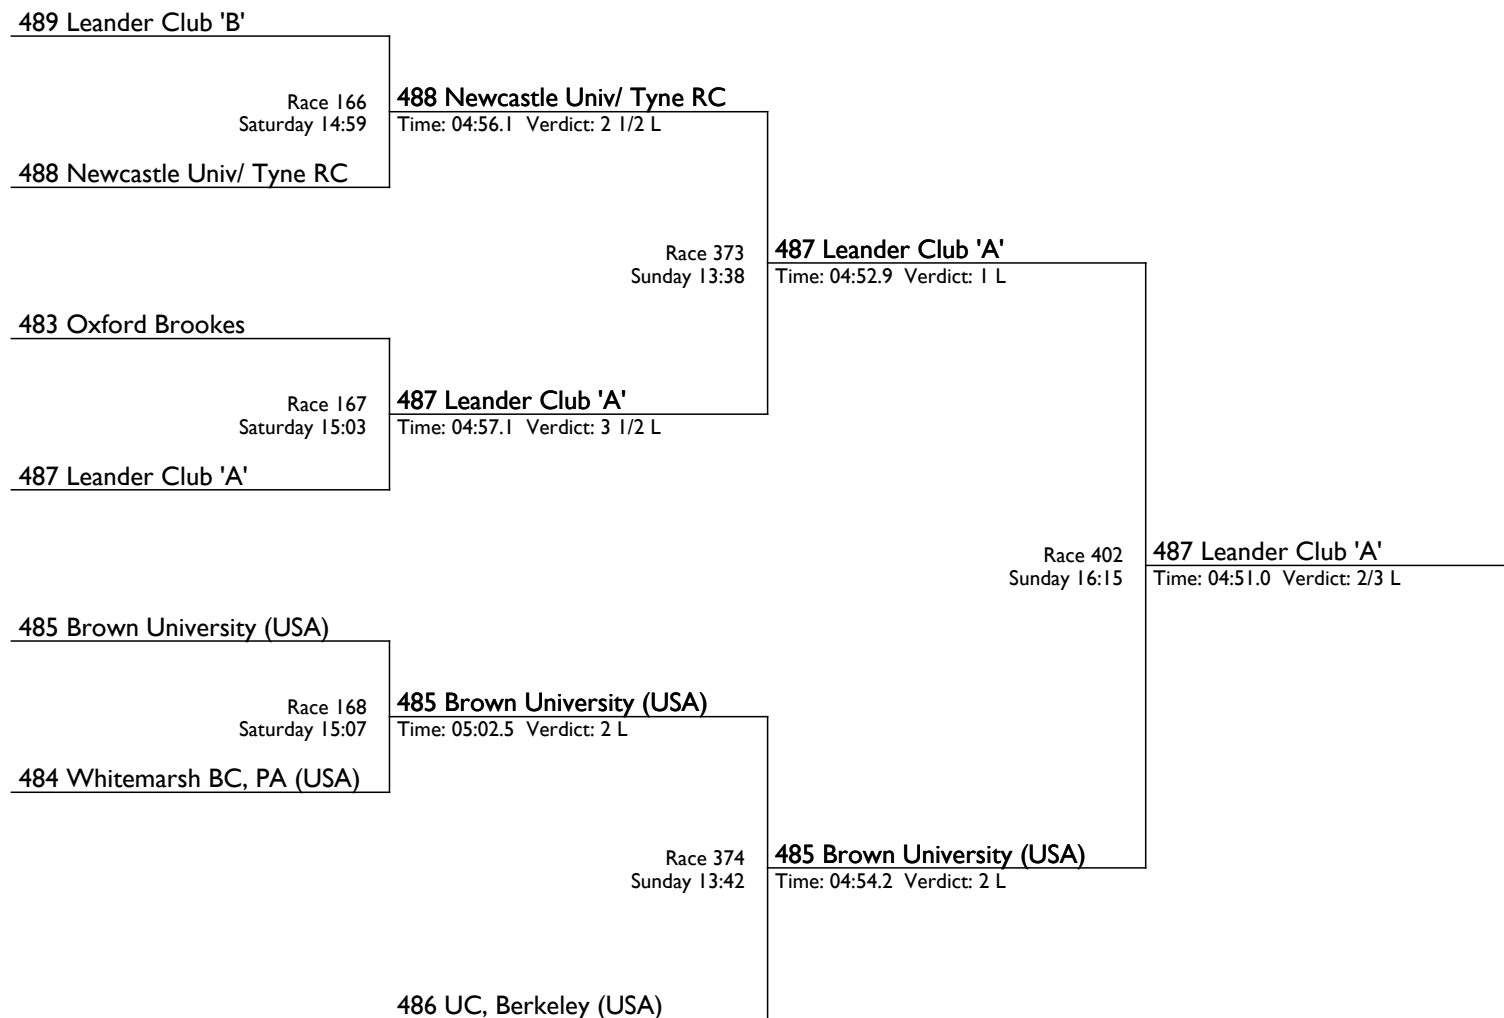 489 Leander Club 'B'
Race 166
Saturday 14:59
488 Newcastle Univ/ Tyne RC
Time: 04:56.1 Verdict: 2 1/2 L
488 Newcastle Univ/ Tyne RC
Race 373
Sunday 13:38
487 Leander Club 'A'
Time: 04:52.9 Verdict: 1 L
483 Oxford Brookes
Race 167
Saturday 15:03
487 Leander Club 'A'
Time: 04:57.1 Verdict: 3 1/2 L
487 Leander Club 'A'
Race 402
Sunday 16:15
487 Leander Club 'A'
Time: 04:51.0 Verdict: 2/3 L
485 Brown University (USA)
Race 168
Saturday 15:07
485 Brown University (USA)
Time: 05:02.5 Verdict: 2 L
484 Whitemarsh BC, PA (USA)
Race 374
Sunday 13:42
485 Brown University (USA)
Time: 04:54.2 Verdict: 2 L
486 UC, Berkeley (USA)